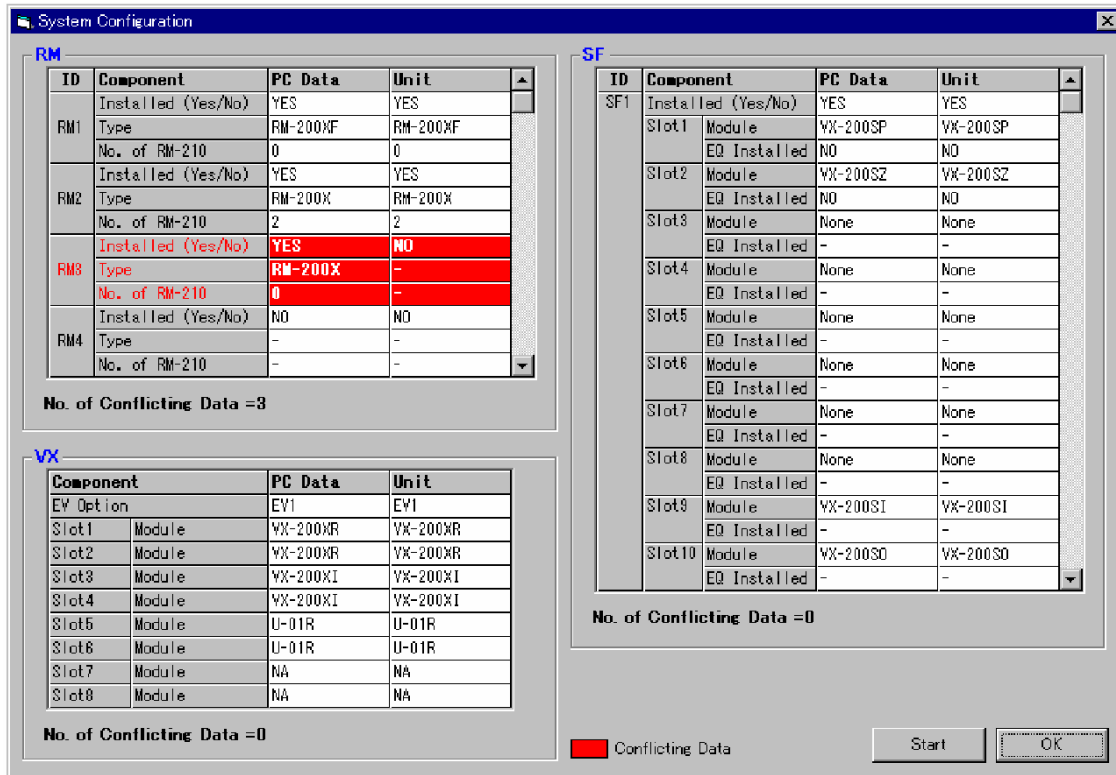 System Configuration
RM
ID Component PC Data Unit
RM1 Installed (Yes/No) YES YES
Type RM-200XF RM-200XF
No. of RM-210 0 0
RM2 Installed (Yes/No) YES YES
Type RM-200X RM-200X
No. of RM-210 2 2
RM3 Installed (Yes/No) YES NO
Type RM-200X -
No. of RM-210 0 -
RM4 Installed (Yes/No) NO NO
Type - -
No. of RM-210 - -
No. of Conflicting Data =3
VX
Component PC Data Unit
EV Option EV1 EV1
Slot1 Module VX-200XR VX-200XR
Slot2 Module VX-200XR VX-200XR
Slot3 Module VX-200XI VX-200XI
Slot4 Module VX-200XI VX-200XI
Slot5 Module U-01R U-01R
Slot6 Module U-01R U-01R
Slot7 Module NA NA
Slot8 Module NA NA
No. of Conflicting Data =0
SF
ID Component PC Data Unit
SF1 Installed (Yes/No) YES YES
Slot1 Module VX-200SP VX-200SP
EQ Installed NO NO
Slot2 Module VX-200SZ VX-200SZ
EQ Installed NO NO
Slot3 Module None None
EQ Installed - -
Slot4 Module None None
EQ Installed - -
Slot5 Module None None
EQ Installed - -
Slot6 Module None None
EQ Installed - -
Slot7 Module None None
EQ Installed - -
Slot8 Module None None
EQ Installed - -
Slot9 Module VX-200SI VX-200SI
EQ Installed - -
Slot10 Module VX-200SO VX-200SO
EQ Installed - -
No. of Conflicting Data =0
Conflicting Data
Start OK